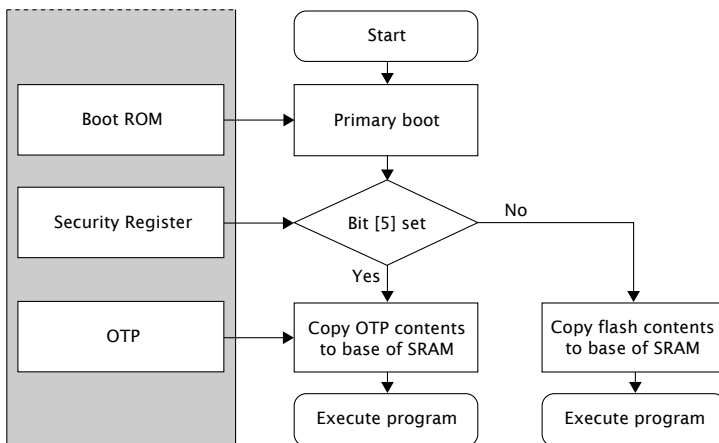 Start
Boot ROM
Primary boot
Security Register
Bit [5] set
No
Yes
OTP
Copy OTP contents
to base of SRAM
Copy flash contents
to base of SRAM
Execute program
Execute program